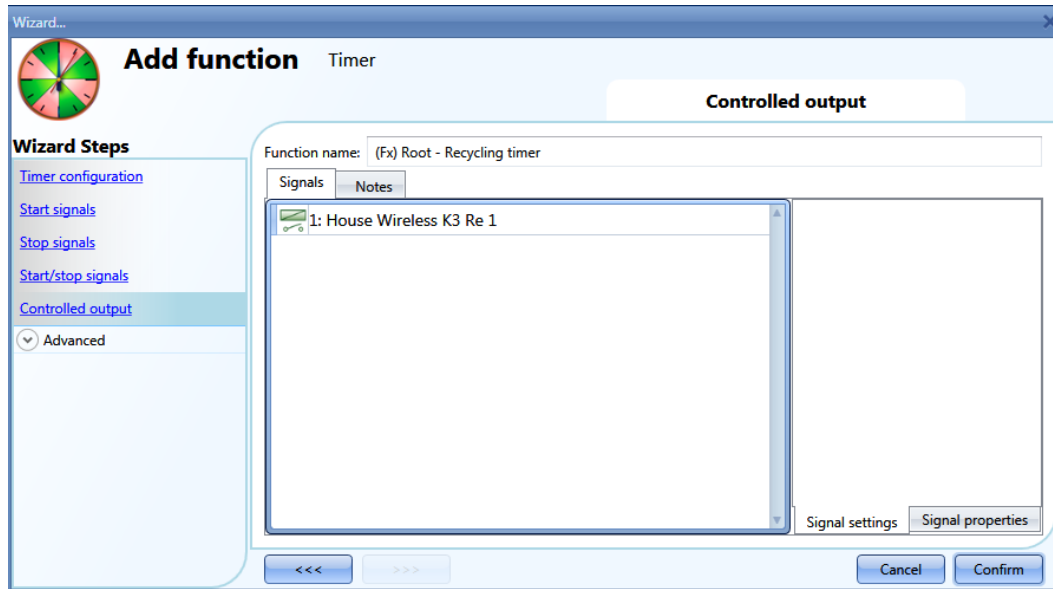 Wizard...
Add function Timer
Controlled output
Wizard Steps
Timer configuration
Start signals
Stop signals
Start/stop signals
Controlled output
Advanced
Function name: (Fx) Root - Recycling timer
Signals Notes
1: House Wireless K3 Re 1
Signal settings Signal properties
<<< >>> Cancel Confirm